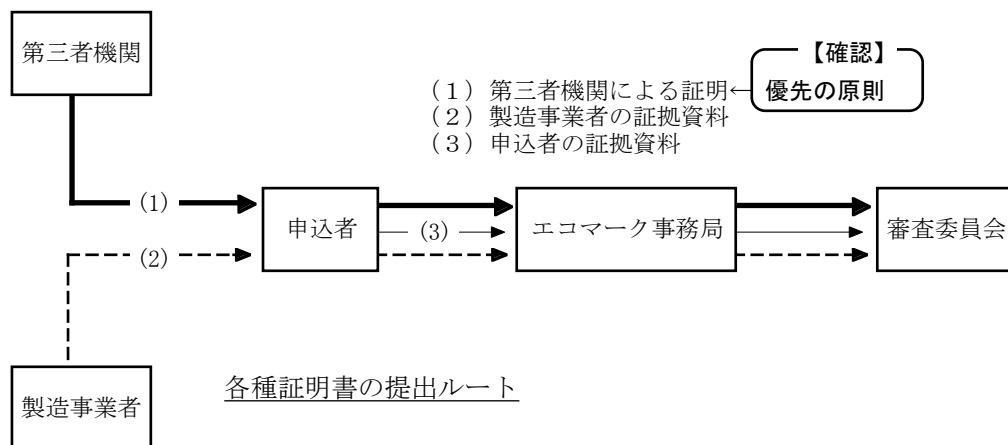 第三者機関
【確認】
優先の原則
(1)第三者機関による証明←
(2)製造事業者の証拠資料
(3)申込者の証拠資料
(1)
申込者
(3)
エコマーク事務局
審査委員会
(2)
製造事業者
各種証明書の提出ルート